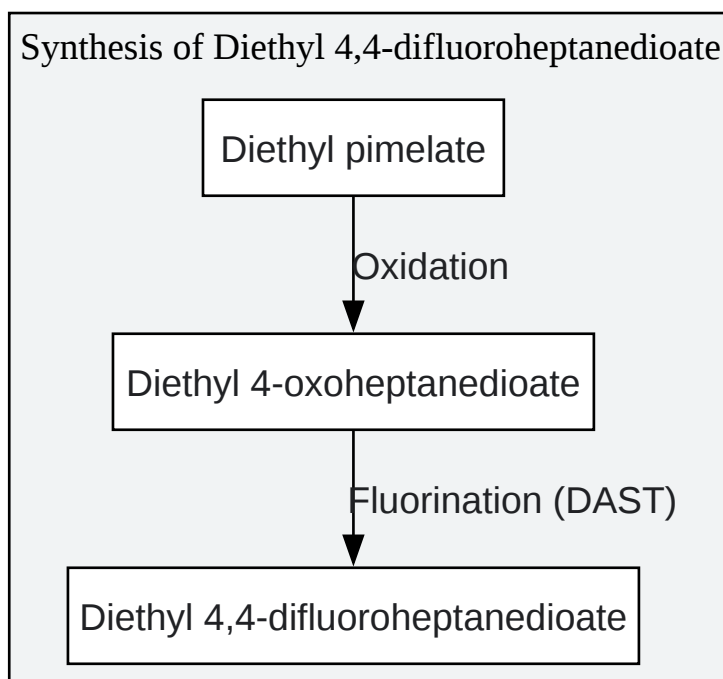 Synthesis of Diethyl 4,4-difluoroheptanedioate
Diethyl pimelate
Oxidation
Diethyl 4-oxoheptanedioate
Fluorination (DAST)
Diethyl 4,4-difluoroheptanedioate